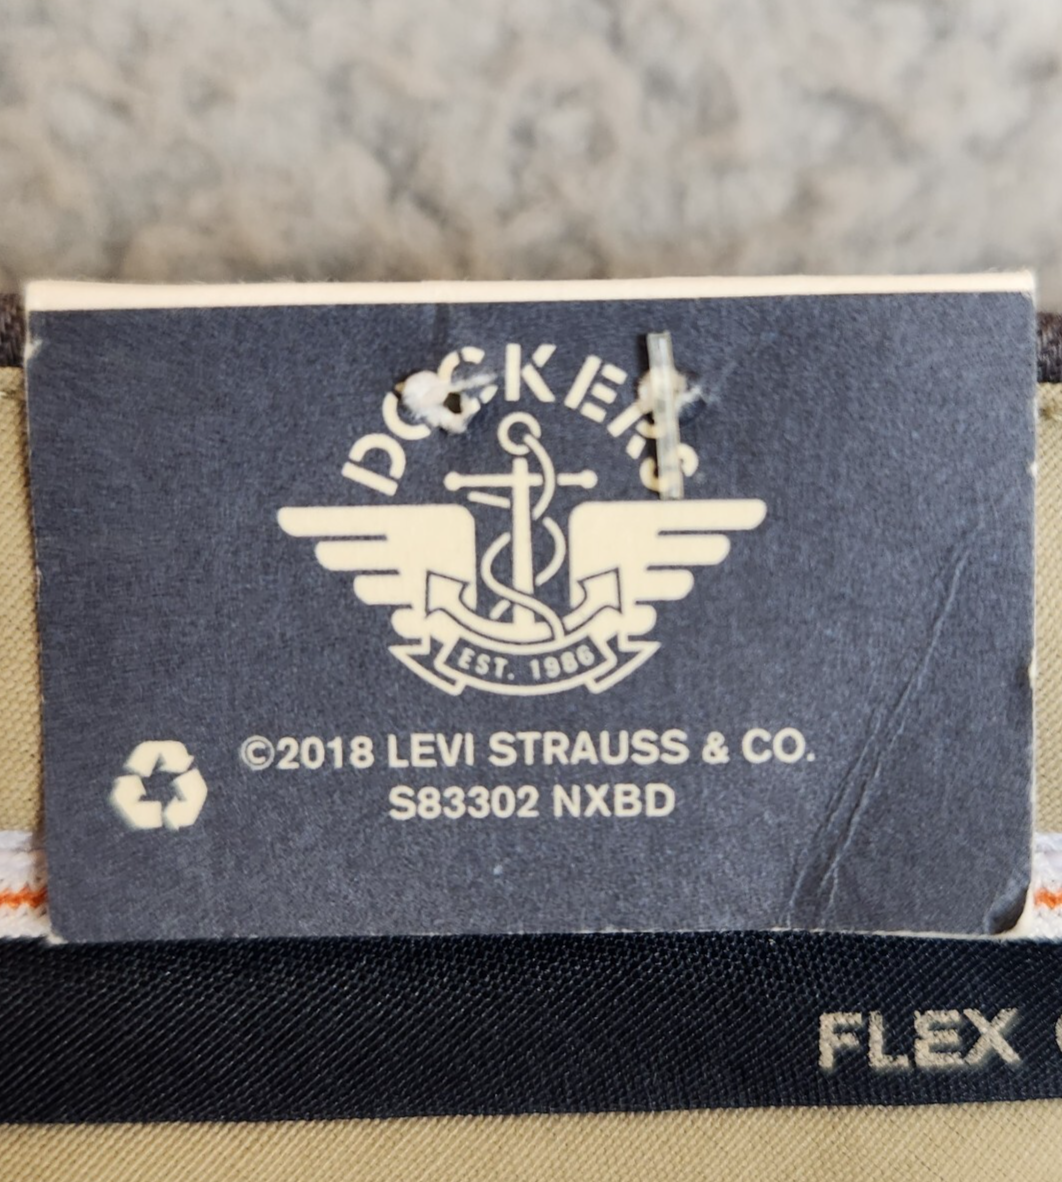 DOCKERS
EST. 1986
©2018 LEVI STRAUSS & CO.
S83302 NXBD
FLEX